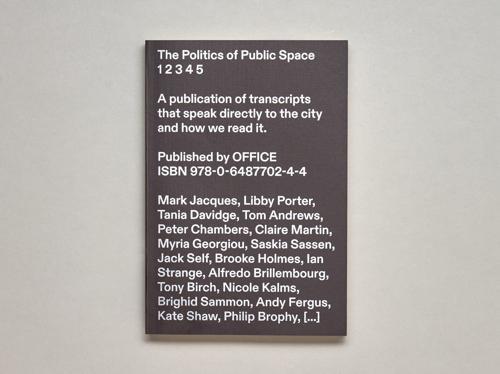 The Politics of Public Space
1 2 3 4 5
A publication of transcripts
that speak directly to the city
and how we read it.
Published by OFFICE
ISBN 978-0-6487702-4-4
Mark Jacques, Libby Porter,
Tania Davidge, Tom Andrews,
Peter Chambers, Claire Martin,
Myria Georgiou, Saskia Sassen,
Jack Self, Brooke Holmes, Ian
Strange, Alfredo Brillembourg,
Tony Birch, Nicole Kalms,
Brighid Sammon, Andy Fergus,
Kate Shaw, Philip Brophy, [...]